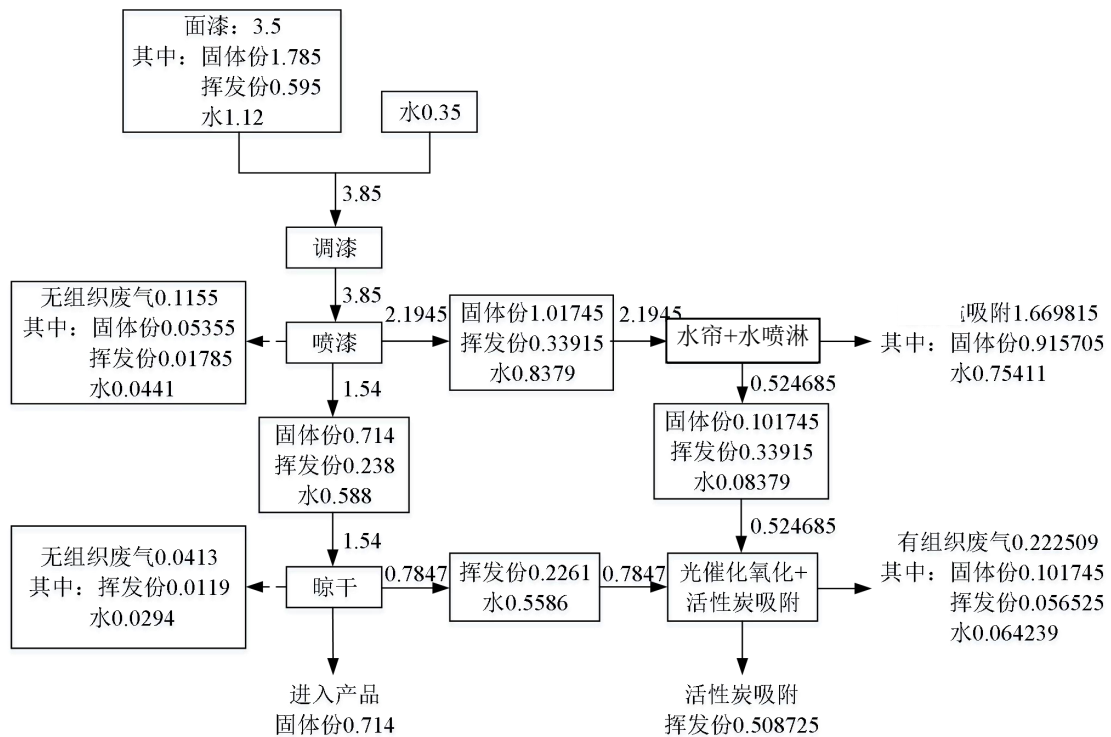 面漆：3.5
其中：固体份1.785
挥发份0.595
水1.12
水0.35
3.85
调漆
3.85
无组织废气0.1155
其中：固体份0.05355
挥发份0.01785
水0.0441
喷漆
2.1945
固体份1.01745
挥发份0.33915
水0.8379
2.1945
水帘+水喷淋
吸附1.669815
其中：固体份0.915705
水0.75411
1.54
0.524685
固体份0.714
挥发份0.238
水0.588
固体份0.101745
挥发份0.33915
水0.08379
1.54
0.524685
无组织废气0.0413
其中：挥发份0.0119
水0.0294
晾干
0.7847
挥发份0.2261
水0.5586
0.7847
光催化氧化+
活性炭吸附
有组织废气0.222509
其中：固体份0.101745
挥发份0.056525
水0.064239
进入产品
固体份0.714
活性炭吸附
挥发份0.508725